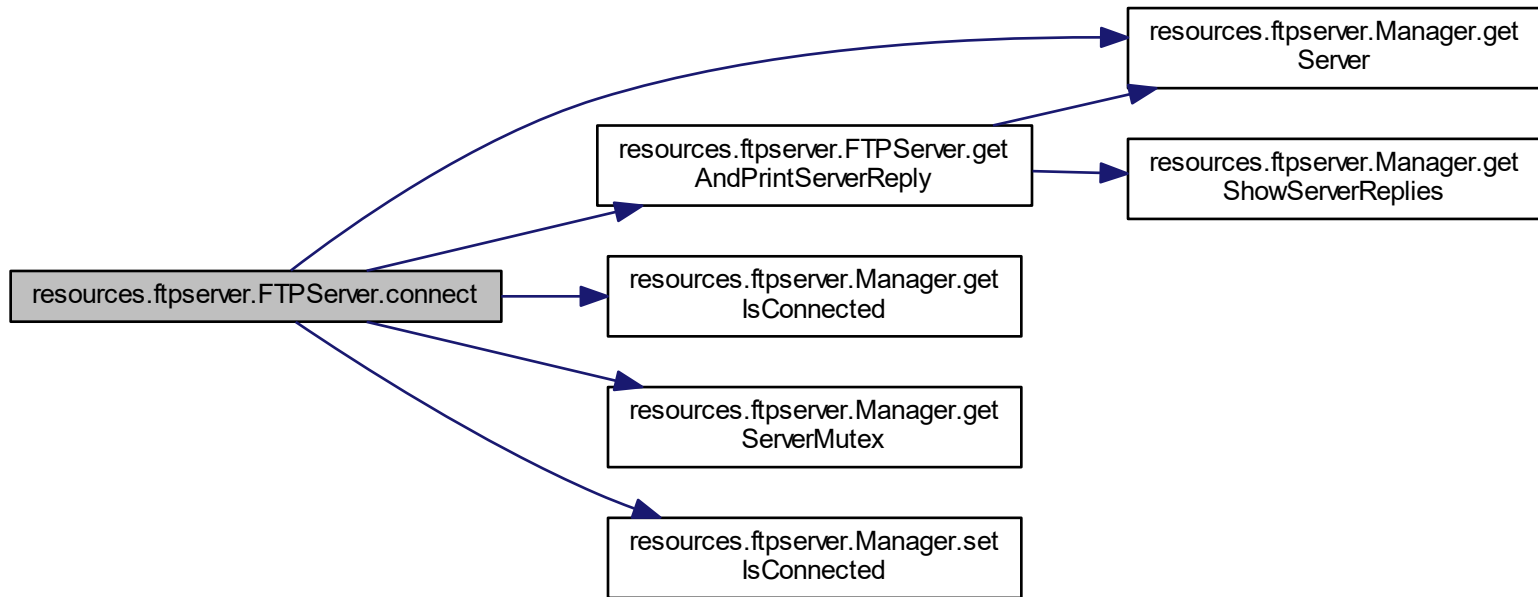 resources.ftpserver.Manager.get
Server
resources.ftpserver.FTPServer.get
AndPrintServerReply
resources.ftpserver.Manager.get
ShowServerReplies
resources.ftpserver.FTPServer.connect
resources.ftpserver.Manager.get
IsConnected
resources.ftpserver.Manager.get
ServerMutex
resources.ftpserver.Manager.set
IsConnected